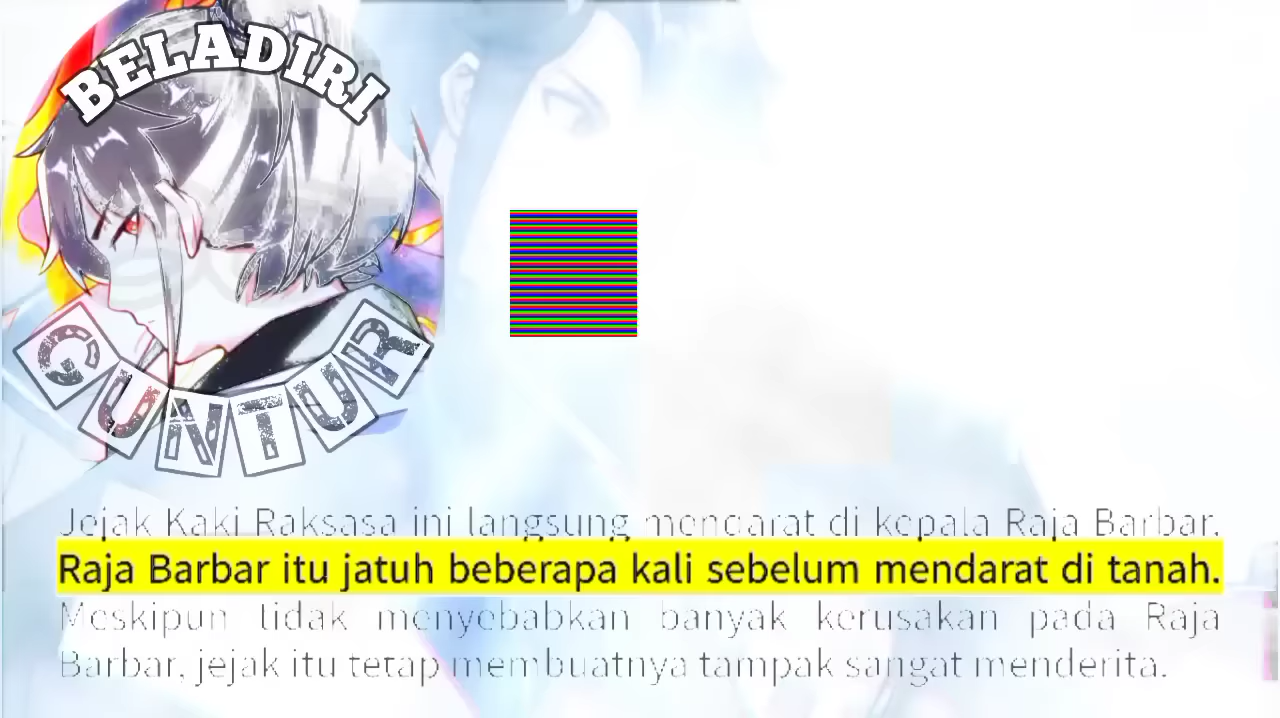 BELADIRI
GUNTUR
Jejak Kaki Raksasa ini langsung mendarat di kepala Raja Barbar.
Raja Barbar itu jatuh beberapa kali sebelum mendarat di tanah.
Meskipun tidak menyebabkan banyak kerusakan pada Raja
Barbar, jejak itu tetap membuatnya tampak sangat menderita.